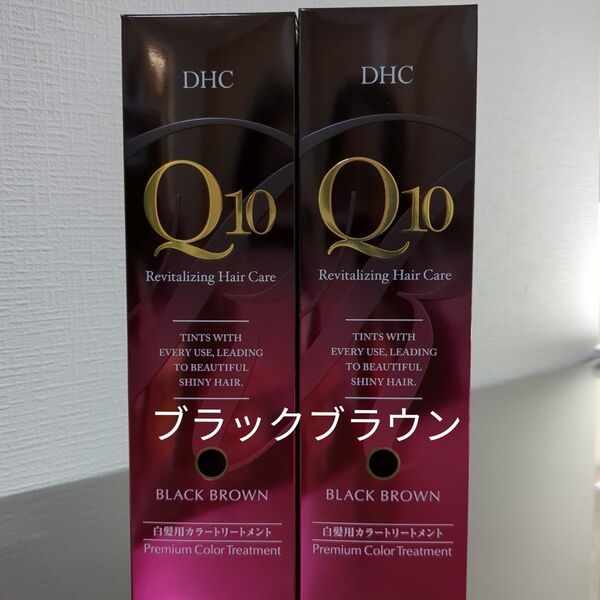 DHC
Q10
Revitalizing Hair Care
TINTS WITH
EVERY USE, LEADING
TO BEAUTIFUL
SHINY HAIR.
BLACK BROWN
白髪用カラートリートメント
Premium Color Treatment
DHC
Q10
Revitalizing Hair Care
TINTS WITH
EVERY USE, LEADING
TO BEAUTIFUL
SHINY HAIR.
BLACK BROWN
白髪用カラートリートメント
Premium Color Treatment
ブラックブラウン